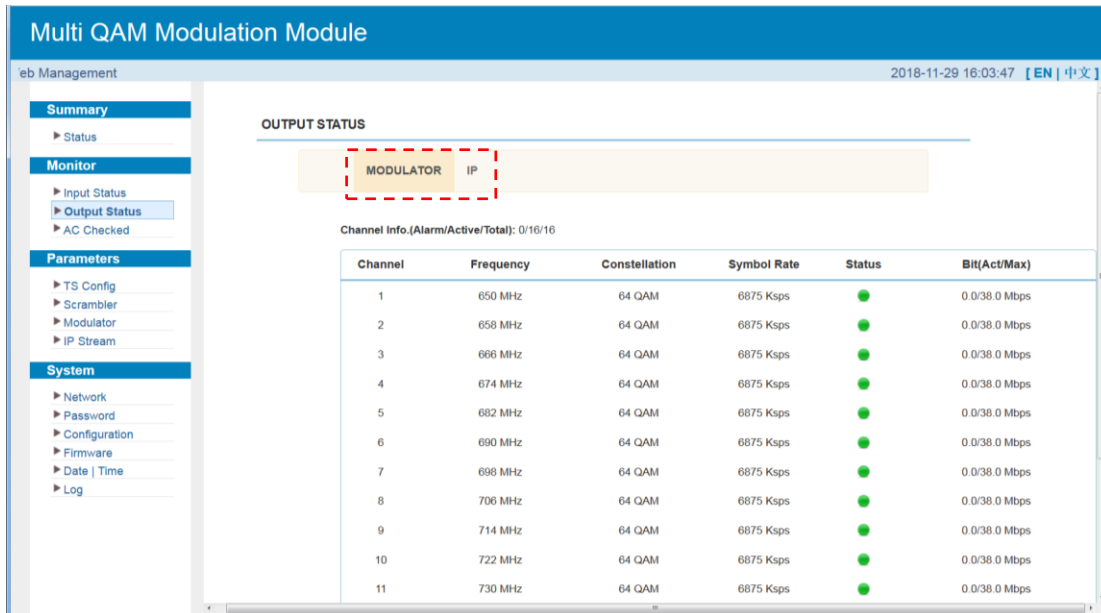 Multi QAM Modulation Module
eb Management
2018-11-29 16:03:47 [ EN | 中文 ]
Summary
Status
Monitor
Input Status
Output Status
AC Checked
Parameters
TS Config
Scrambler
Modulator
IP Stream
System
Network
Password
Configuration
Firmware
Date | Time
Log
OUTPUT STATUS
MODULATOR IP
Channel Info.(Alarm/Active/Total): 0/16/16
Channel Frequency Constellation Symbol Rate Status Bit(Act/Max)
1 650 MHz 64 QAM 6875 Ksps 0.0/38.0 Mbps
2 658 MHz 64 QAM 6875 Ksps 0.0/38.0 Mbps
3 666 MHz 64 QAM 6875 Ksps 0.0/38.0 Mbps
4 674 MHz 64 QAM 6875 Ksps 0.0/38.0 Mbps
5 682 MHz 64 QAM 6875 Ksps 0.0/38.0 Mbps
6 690 MHz 64 QAM 6875 Ksps 0.0/38.0 Mbps
7 698 MHz 64 QAM 6875 Ksps 0.0/38.0 Mbps
8 706 MHz 64 QAM 6875 Ksps 0.0/38.0 Mbps
9 714 MHz 64 QAM 6875 Ksps 0.0/38.0 Mbps
10 722 MHz 64 QAM 6875 Ksps 0.0/38.0 Mbps
11 730 MHz 64 QAM 6875 Ksps 0.0/38.0 Mbps